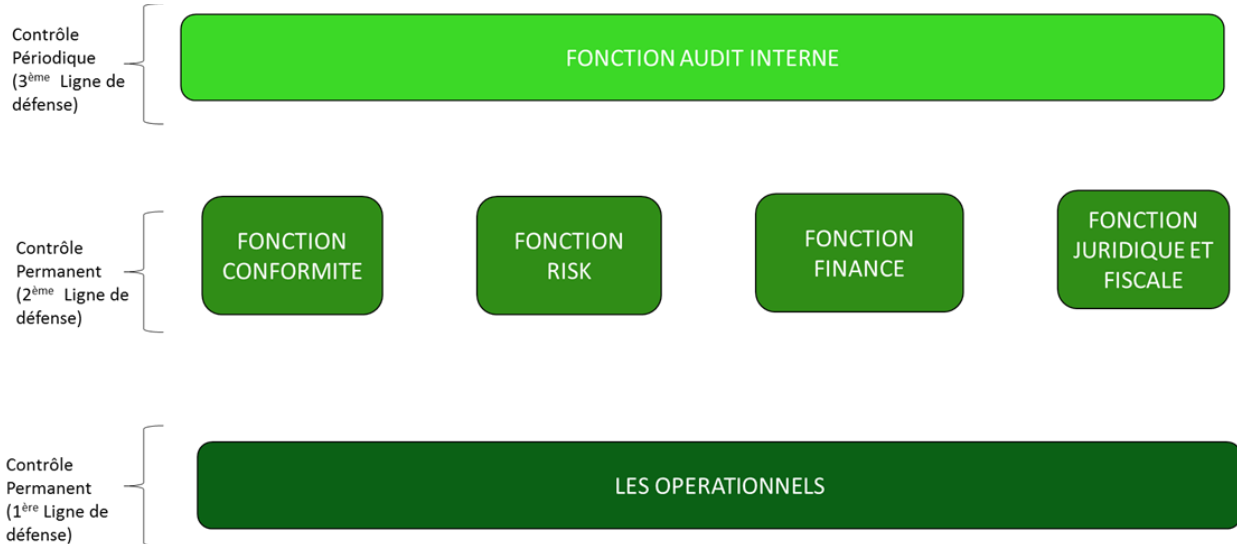 Contrôle
Périodique
(3ème Ligne de
défense)
FONCTION AUDIT INTERNE
Contrôle
Permanent
(2ème Ligne de
défense)
FONCTION
CONFORMITE
FONCTION
RISK
FONCTION
FINANCE
FONCTION
JURIDIQUE ET
FISCALE
Contrôle
Permanent
(1ère Ligne de
défense)
LES OPERATIONNELS